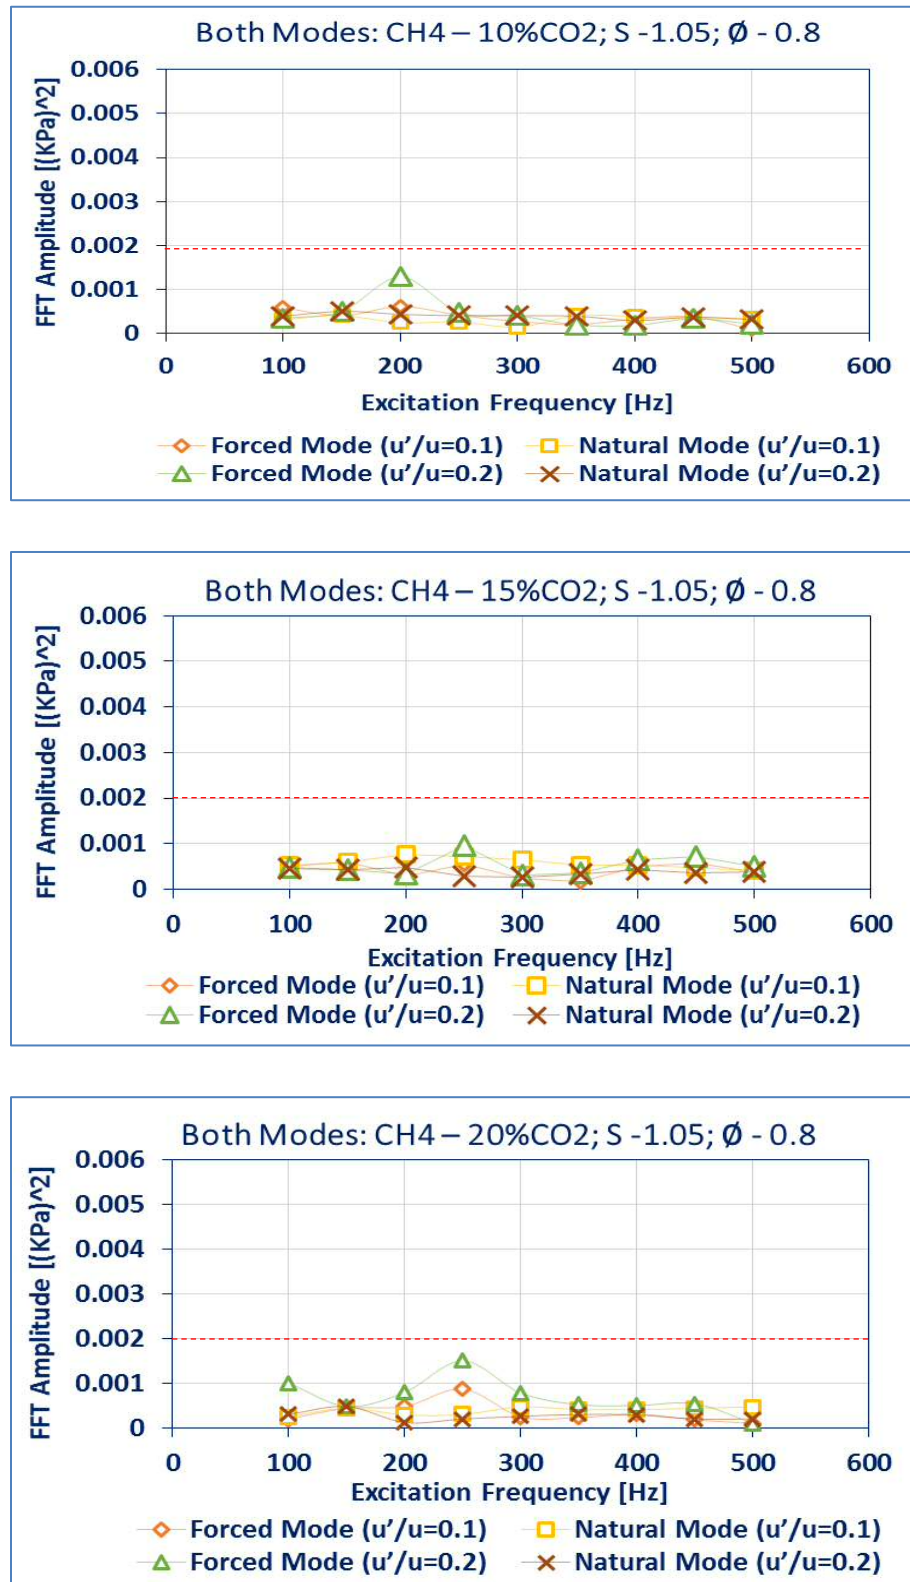 Both Modes: CH4 – 10%CO2; S -1.05; Ø - 0.8
FFT Amplitude [(KPa)^2]
0.006
0.005
0.004
0.003
0.002
0.001
0
0 100 200 300 400 500 600
Excitation Frequency [Hz]
Forced Mode (u’/u=0.1) Natural Mode (u’/u=0.1)
Forced Mode (u’/u=0.2) Natural Mode (u’/u=0.2)
Both Modes: CH4 – 15%CO2; S -1.05; Ø - 0.8
FFT Amplitude [(KPa)^2]
0.006
0.005
0.004
0.003
0.002
0.001
0
0 100 200 300 400 500 600
Excitation Frequency [Hz]
Forced Mode (u’/u=0.1) Natural Mode (u’/u=0.1)
Forced Mode (u’/u=0.2) Natural Mode (u’/u=0.2)
Both Modes: CH4 – 20%CO2; S -1.05; Ø - 0.8
FFT Amplitude [(KPa)^2]
0.006
0.005
0.004
0.003
0.002
0.001
0
0 100 200 300 400 500 600
Excitation Frequency [Hz]
Forced Mode (u’/u=0.1) Natural Mode (u’/u=0.1)
Forced Mode (u’/u=0.2) Natural Mode (u’/u=0.2)